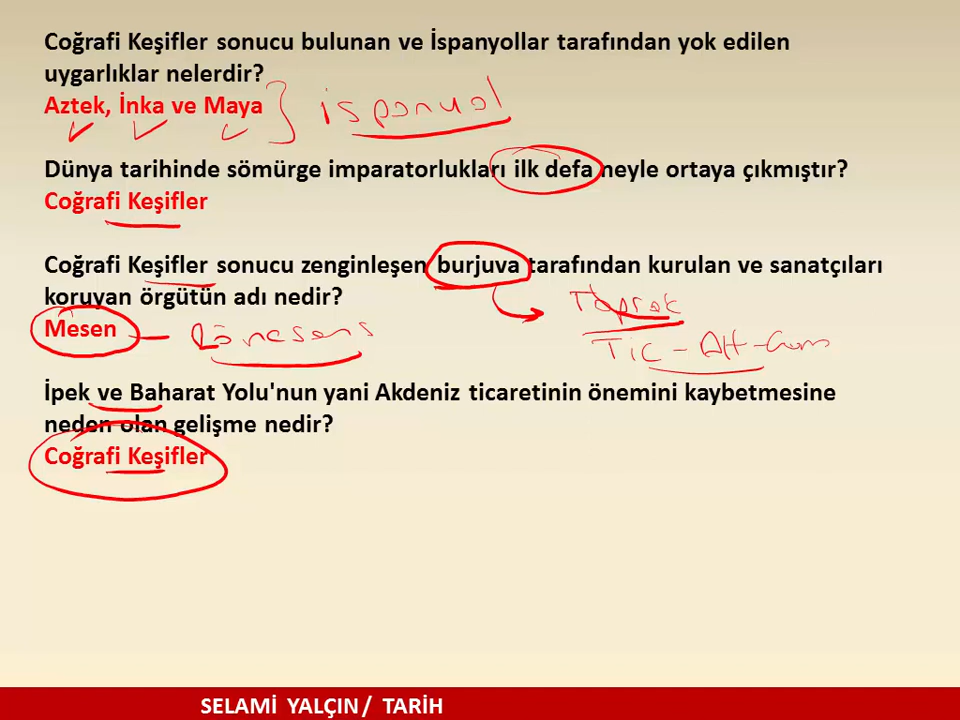 Coğrafi Keşifler sonucu bulunan ve İspanyollar tarafından yok edilen
uygarlıklar nelerdir?
Aztek, İnka ve Maya
İspanyol
Dünya tarihinde sömürge imparatorlukları ilk defa neyle ortaya çıkmıştır?
Coğrafi Keşifler
Coğrafi Keşifler sonucu zenginleşen burjuva tarafından kurulan ve sanatçıları
koruyan örgütün adı nedir?
Toprak
Mesen
Rönesens
Tic - Alt - Gum
İpek ve Baharat Yolu'nun yani Akdeniz ticaretinin önemini kaybetmesine
neden olan gelişme nedir?
Coğrafi Keşifler
SELAMİ YALÇIN / TARİH